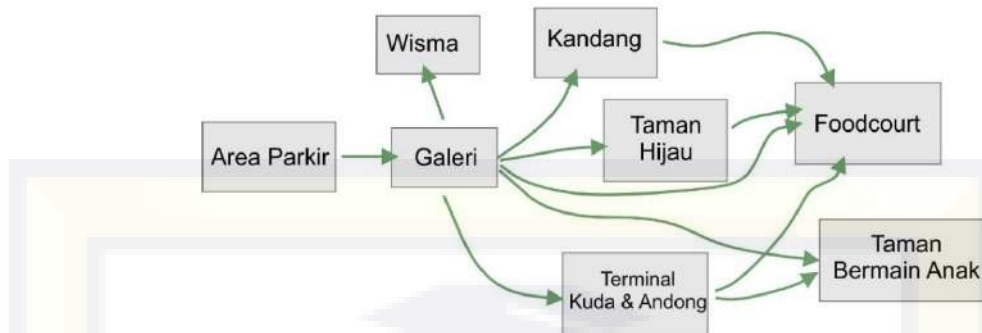 Wisma
Kandang
Foodcourt
Taman
Hijau
Area Parkir
Galeri
Taman
Bermain Anak
Terminal
Kuda & Andong